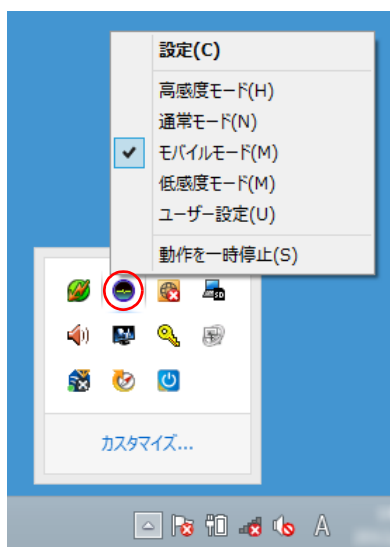 設定(C)
高感度モード(H)
通常モード(N)
モバイルモード(M)
低感度モード(M)
ユーザー設定(U)
動作を一時停止(S)
SD
カスタマイズ...
A